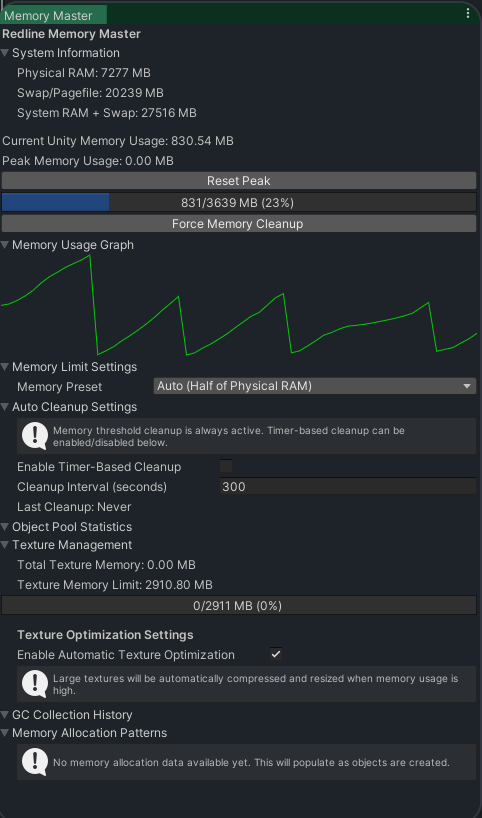 Memory Master
Redline Memory Master
System Information
Physical RAM: 7277 MB
Swap/Pagefile: 20239 MB
System RAM + Swap: 27516 MB
Current Unity Memory Usage: 830.54 MB
Peak Memory Usage: 0.00 MB
Reset Peak
831/3639 MB (23%)
Force Memory Cleanup
Memory Usage Graph
Memory Limit Settings
Memory Preset Auto (Half of Physical RAM)
Auto Cleanup Settings
Memory threshold cleanup is always active. Timer-based cleanup can be
enabled/disabled below.
Enable Timer-Based Cleanup
Cleanup Interval (seconds) 300
Last Cleanup: Never
Object Pool Statistics
Texture Management
Total Texture Memory: 0.00 MB
Texture Memory Limit: 2910.80 MB
0/2911 MB (0%)
Texture Optimization Settings
Enable Automatic Texture Optimization
Large textures will be automatically compressed and resized when memory usage is
high.
GC Collection History
Memory Allocation Patterns
No memory allocation data available yet. This will populate as objects are created.